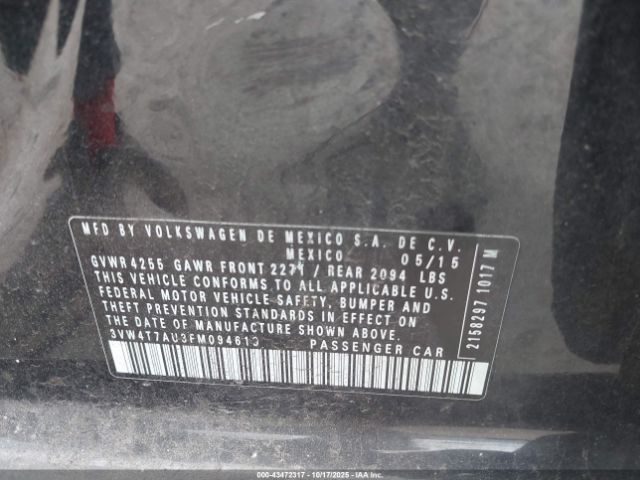 MFD BY VOLKSWAGEN DE MEXICO S.A. DE C.V.
MEXICO 05/15
GVWR 4255 GAWR FRONT 2271 / REAR 2094 LBS
THIS VEHICLE CONFORMS TO ALL APPLICABLE U.S.
FEDERAL MOTOR VEHICLE SAFETY, BUMPER AND
THEFT PREVENTION STANDARDS IN EFFECT ON THE
DATE OF MANUFACTURE SHOWN ABOVE.
PASSENGER CAR
2158297 1017 M
000-43472317 - 10/17/2025 - IAAI.COM